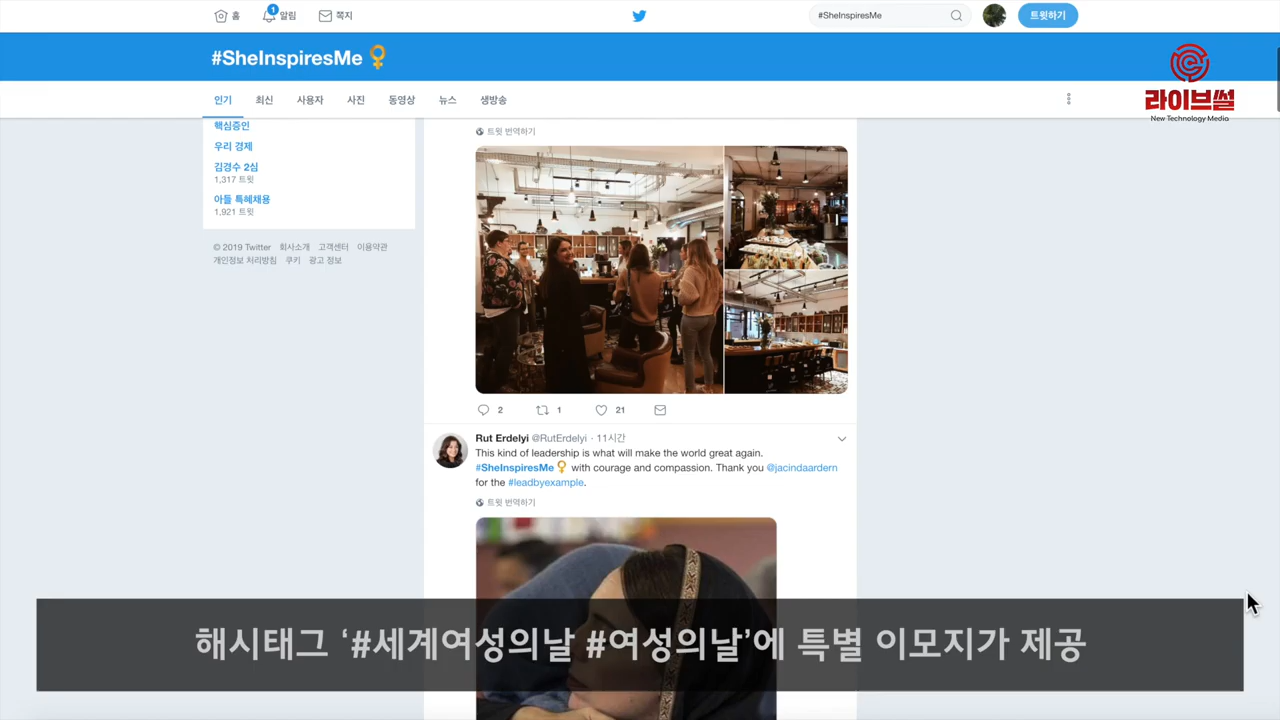 홈
1
알림
쪽지
#SheInspiresMe
트윗하기
#SheInspiresMe
라이브썰
New Technology Media
인기
최신
사용자
사진
동영상
뉴스
생방송
핵심증인
우리 경제
김경수 2심
1,317 트윗
아들 특혜채용
1,921 트윗
© 2019 Twitter 회사소개 고객센터 이용약관
개인정보 처리방침 쿠키 광고 정보
트윗 번역하기
2
1
21
Rut Erdelyi @RutErdelyi · 11시간
This kind of leadership is what will make the world great again.
#SheInspiresMe with courage and compassion. Thank you @jacindaardern
for the #leadbyexample.
트윗 번역하기
해시태그 ‘#세계여성의날 #여성의날’에 특별 이모지가 제공